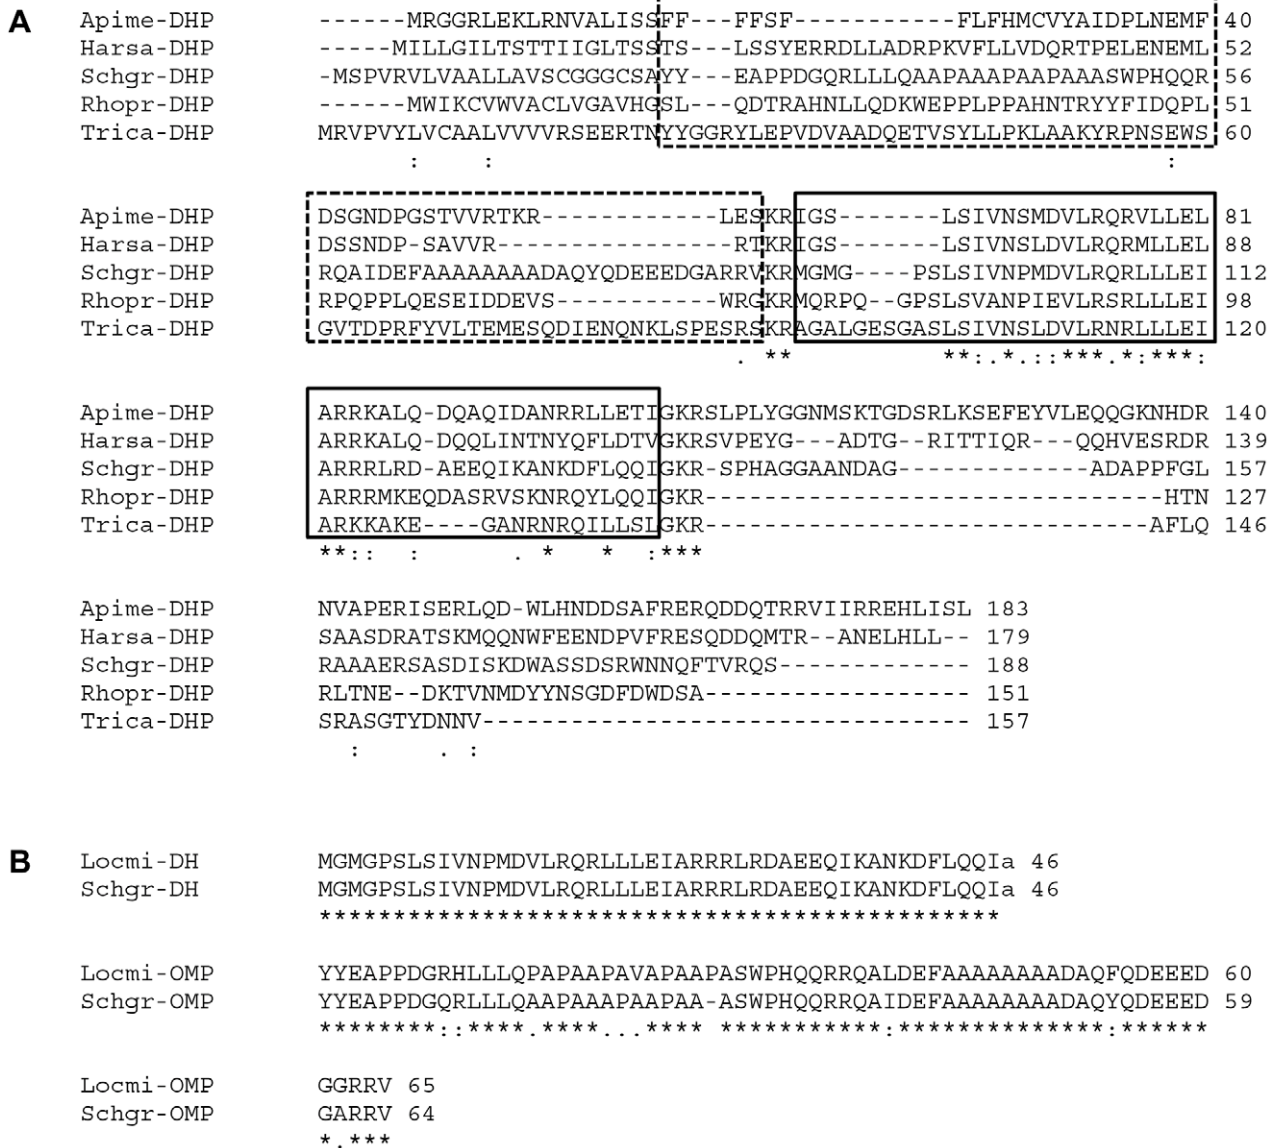 A
Apime-DHP ------MRGGRLEKLRNVALISSFF---FFSF-----------FLFHMCVYAIDPLNEMF 40
Harsa-DHP -----MILLGILTSTTIIGLTSSTS---LSSYERRDLLADRPKVFLLVDQRTPELENEML 52
Schgr-DHP -MSPVRVLVAALLAVSCGGGCSAYY---EAPPDGQRLLLQAAPAAAPAAPAAASWPHQQR 56
Rhopr-DHP ------MWIKCVWVACLVGAVHGSL---QDTRAHNLLQDKWEPPLPPAHNTRYYFIDQPL 51
Trica-DHP MRVPVYLVCAALVVVVRSEERTNYYGGRYLEPVDVAADQETVSYLLPKLAAKYRPNSEWS 60
: : :
Apime-DHP DSGNDPGSTVVRTKR------------LESKRIGS-------LSIVNSMDVLRQRVLLEL 81
Harsa-DHP DSSNDP-SAVVR----------------RTKRIGS-------LSIVNSLDVLRQRMLLEL 88
Schgr-DHP RQAIDEFAAAAAAAADAQYQDEEEDGARRVKRMGMG----PSLSIVNPMDVLRQRLLLEI 112
Rhopr-DHP RPQPPLQESEIDDEVS-----------WRGKRMQRPQ--GPSLSVANPIEVLRSRLLLEI 98
Trica-DHP GVTDPRFYVLTEMESQDIENQNKLSPESRSKRAGALGESGASLSIVNSLDVLRNRLLLEI 120
. ** **:.*.::***.*:***:
Apime-DHP ARRKALQ-DQAQIDANRRLLETIGKRSLPLYGGNMSKTGDSRLKSEFEYVLEQQGKNHDR 140
Harsa-DHP ARRKALQ-DQQLINTNYQFLDTVGKRSVPEYG---ADTG--RITTIQR---QQHVESRDR 139
Schgr-DHP ARRRLRD-AEEQIKANKDFLQQIGKR-SPHAGGAANDAG-------------ADAPPFGL 157
Rhopr-DHP ARRRMKEQDASRVSKNRQYLQQIGKR-------------------------------HTN 127
Trica-DHP ARKKAKE----GANRNRQILLSLGKR------------------------------AFLQ 146
**:: : . * * :***
Apime-DHP NVAPERISERLQD-WLHNDDSAFRERQDDQTRRVIIRREHLISL 183
Harsa-DHP SAASDRATSKMQQNWFEENDPVFRESQDDQMTR--ANELHLL-- 179
Schgr-DHP RAAAERSASDISKDWASSDSRWNNQFTVRQS------------- 188
Rhopr-DHP RLTNE--DKTVNMDYYNSGDFDWDSA------------------ 151
Trica-DHP SRASGTYDNNV--------------------------------- 157
: . :
B
Locmi-DH MGMGPSLSIVNPMDVLRQRLLLEIARRRLRDAEEQIKANKDFLQQIa 46
Schgr-DH MGMGPSLSIVNPMDVLRQRLLLEIARRRLRDAEEQIKANKDFLQQIa 46
**********************************************
Locmi-OMP YYEAPPDGRHLLLQPAPAAPAVAPAAPASWPHQQRRQALDEFAAAAAAAADAQFQDEEED 60
Schgr-OMP YYEAPPDGQRLLLQAAPAAAPAAPAA-ASWPHQQRRQAIDEFAAAAAAAADAQYQDEEED 59
********::****.****...**** ***********:**************:******
Locmi-OMP GGRRV 65
Schgr-OMP GARRV 64
*.***